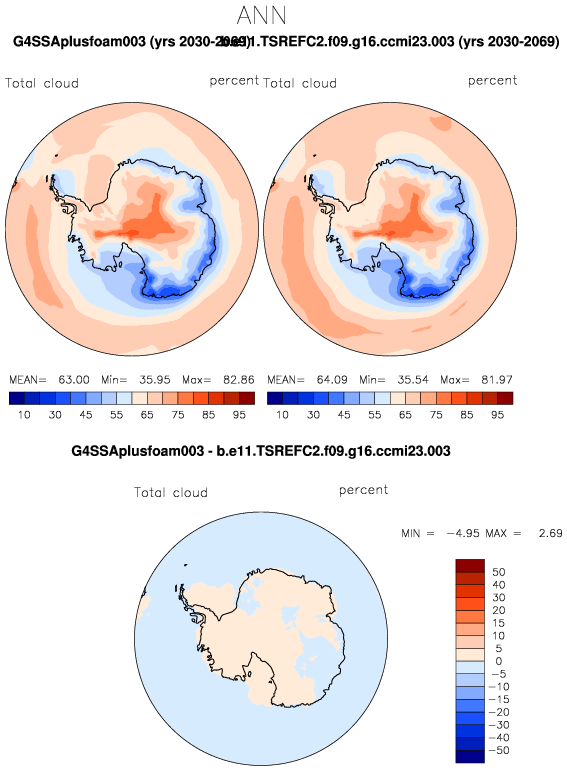 ANN
G4SSAplusfoam003 (yrs 2030-2069) b.e11.TSREFC2.f09.g16.ccmi23.003 (yrs 2030-2069)
Total cloud percent Total cloud percent
MEAN= 63.00 Min= 35.95 Max= 82.86 MEAN= 64.09 Min= 35.54 Max= 81.97
10 30 45 55 65 75 85 95 10 30 45 55 65 75 85 95
G4SSAplusfoam003 - b.e11.TSREFC2.f09.g16.ccmi23.003
Total cloud percent
MIN = -4.95 MAX = 2.69
50
40
30
20
15
10
5
0
-5
-10
-15
-20
-30
-40
-50